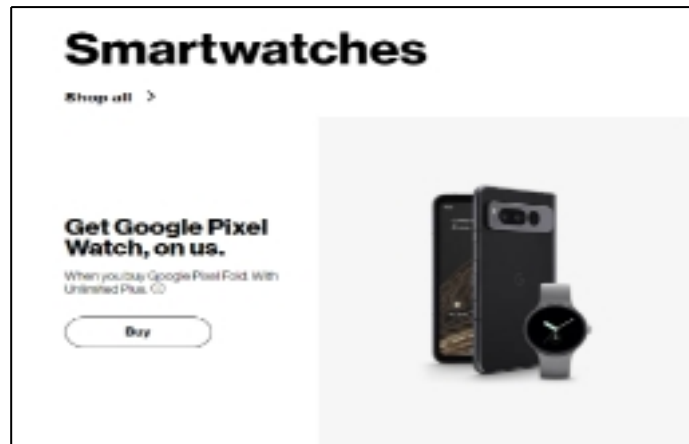 Smartwatches
Shop all >
Get Google Pixel
Watch, on us.
When you buy Google Pixel Fold. With
Unlimited Plus. ⓘ
Buy